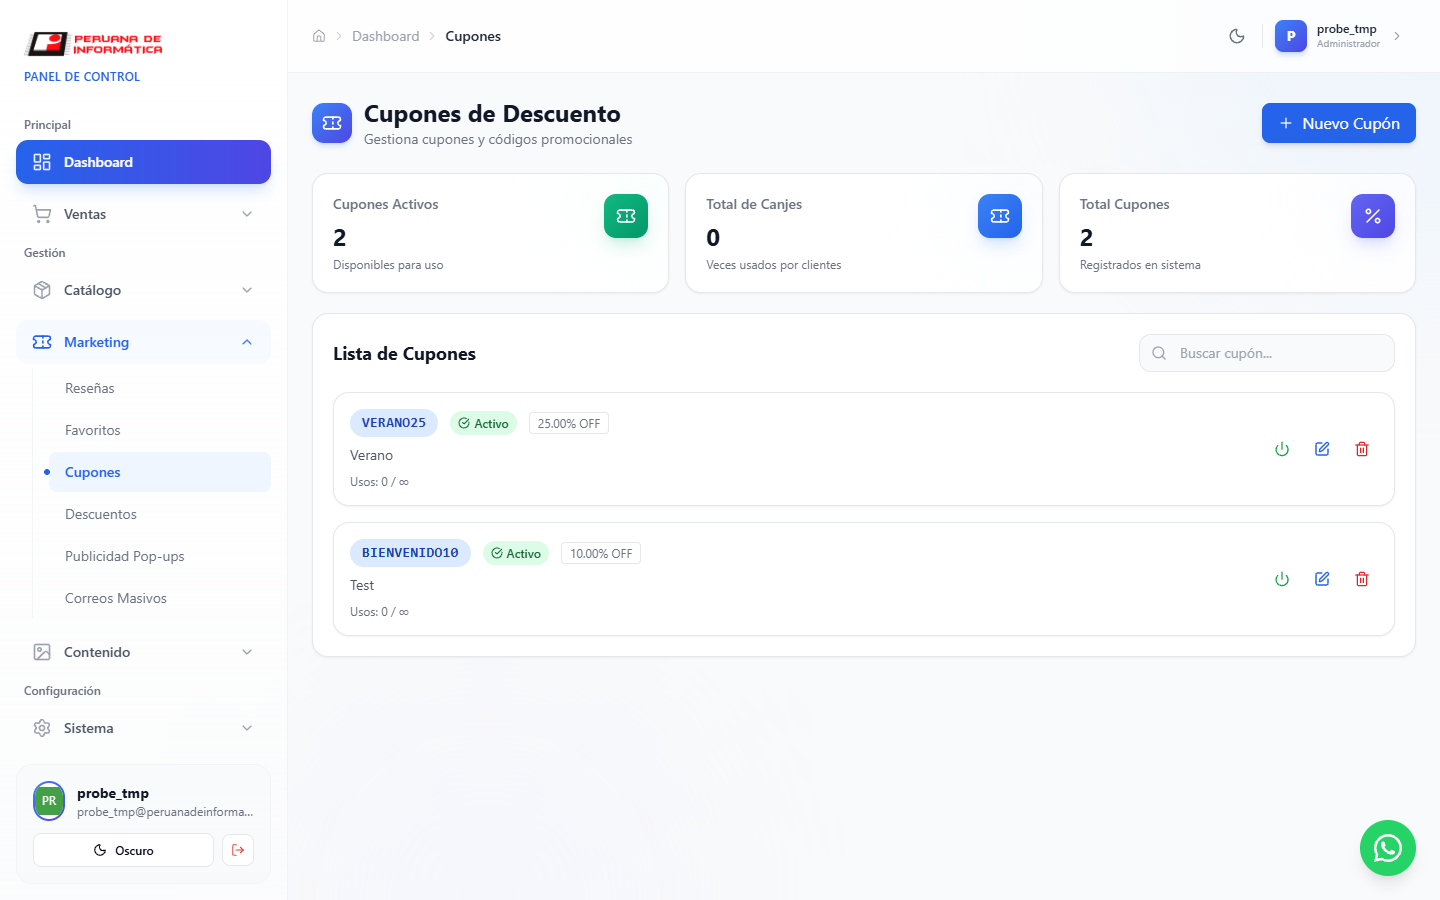 PERUANA DE
INFORMÁTICA
PANEL DE CONTROL
Principal
Dashboard
Ventas
Gestión
Catálogo
Marketing
Reseñas
Favoritos
Cupones
Descuentos
Publicidad Pop-ups
Correos Masivos
Contenido
Configuración
Sistema
PR
probe_tmp
probe_tmp@peruanadeinforma...
Oscuro
Dashboard
Cupones
P
probe_tmp
Administrador
Cupones de Descuento
Gestiona cupones y códigos promocionales
Nuevo Cupón
Cupones Activos
2
Disponibles para uso
Total de Canjes
0
Veces usados por clientes
Total Cupones
2
Registrados en sistema
Lista de Cupones
Buscar cupón...
VERANO25
Activo
25.00% OFF
Verano
Usos: 0 / ∞
BIENVENIDO10
Activo
10.00% OFF
Test
Usos: 0 / ∞